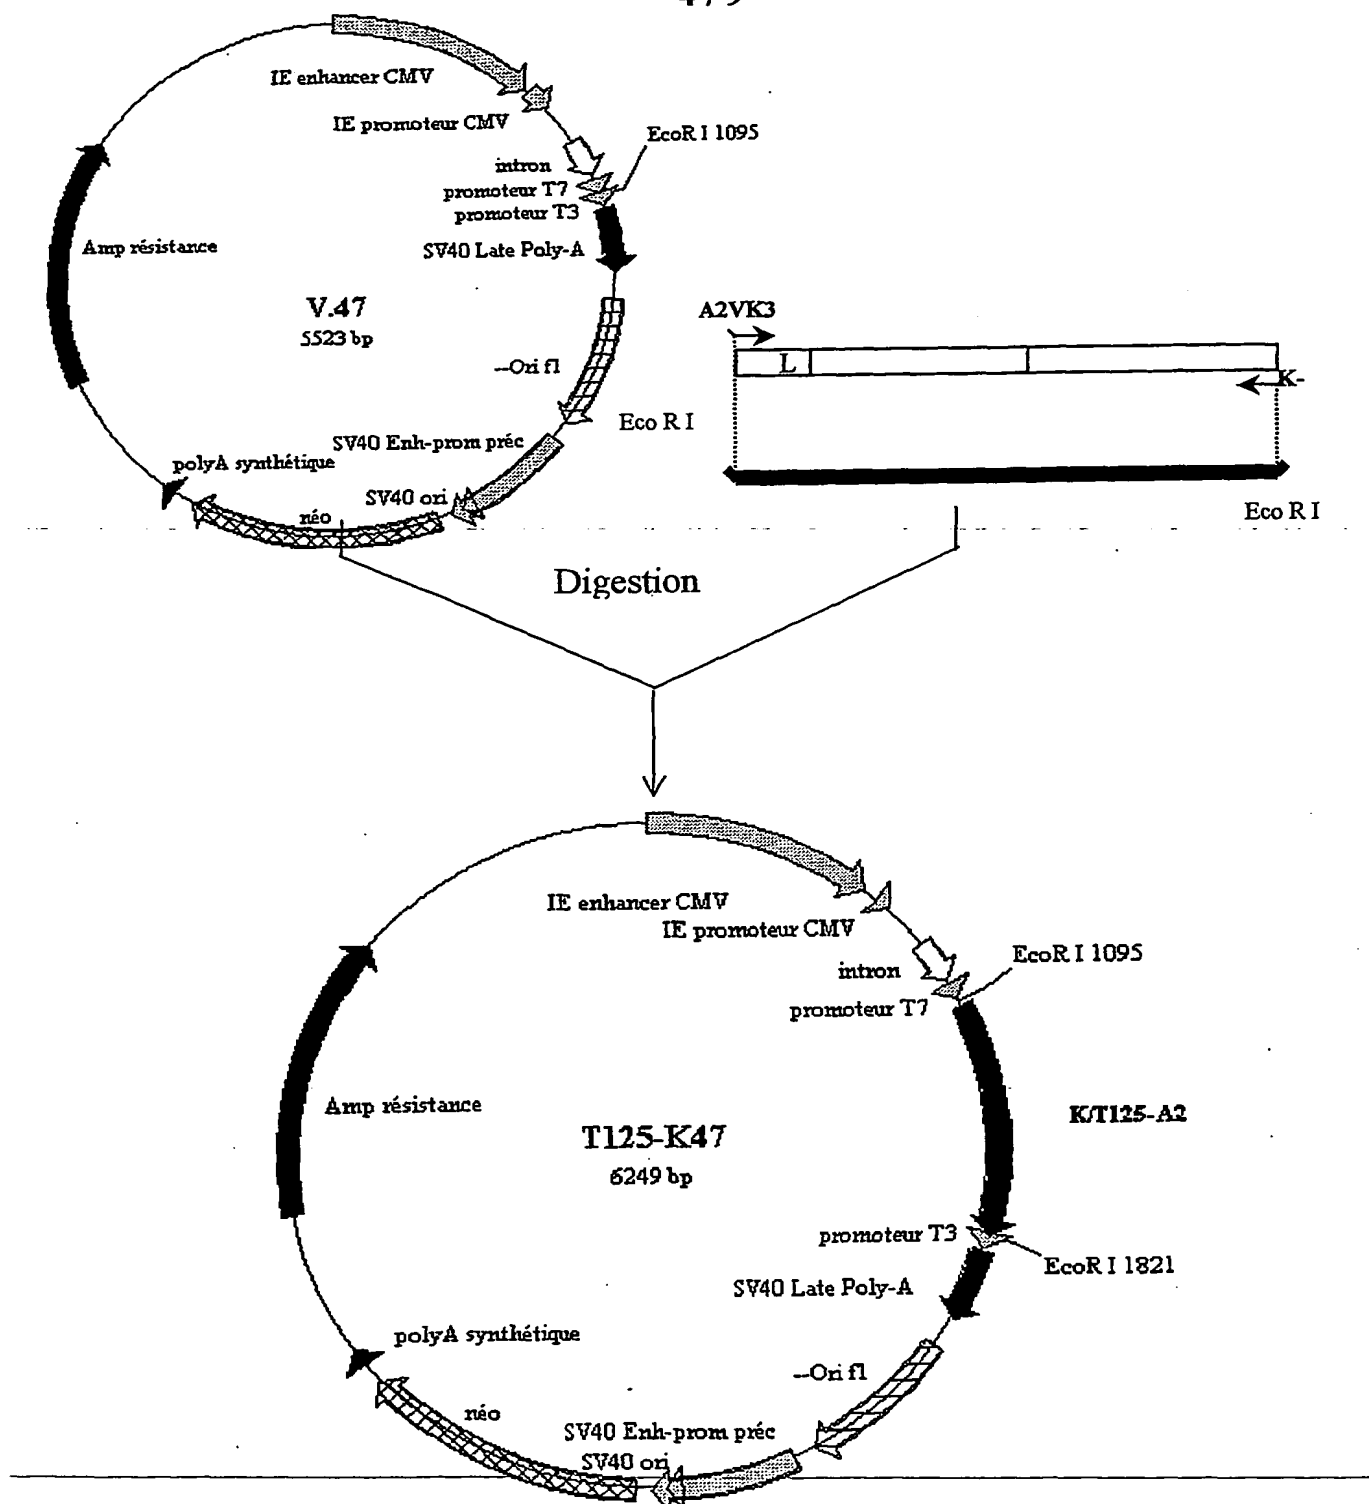 4/9
IE enhancer CMV
IE promoteur CMV
EcoR I 1095
intron
promoteur T7
promoteur T3
SV40 Late Poly-A
Amp résistance
V.47
5523 bp
--Ori f1
SV40 Enh-prom préc
SV40 ori
néo
polyA synthétique
Eco R I
A2VK3
L
K-
Eco R I
Digestion
IE enhancer CMV
IE promoteur CMV
intron
EcoR I 1095
promoteur T7
Amp résistance
T125-K47
6249 bp
K/T125-A2
promoteur T3
EcoR I 1821
SV40 Late Poly-A
polyA synthétique
--Ori f1
néo
SV40 Enh-prom préc
SV40 ori